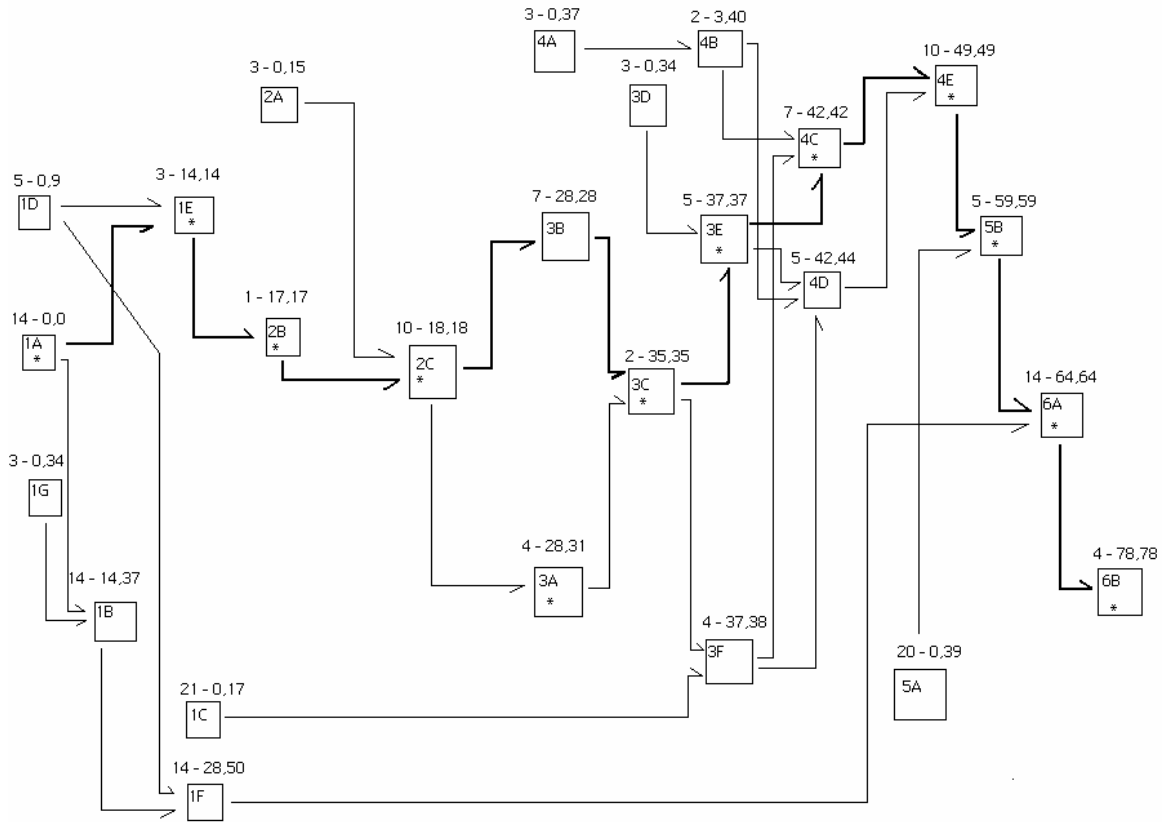 3 - 0,37
4A
2 - 3,40
4B
10 - 49,49
4E
*
3 - 0,15
2A
3 - 0,34
3D
7 - 42,42
4C
*
5 - 0,9
1D
3 - 14,14
1E
*
7 - 28,28
3B
5 - 37,37
3E
*
5 - 59,59
5B
*
5 - 42,44
4D
14 - 0,0
1A
*
1 - 17,17
2B
*
10 - 18,18
2C
*
2 - 35,35
3C
*
14 - 64,64
6A
*
3 - 0,34
1G
4 - 28,31
3A
*
4 - 78,78
6B
*
14 - 14,37
1B
4 - 37,38
3F
20 - 0,39
5A
21 - 0,17
1C
14 - 28,50
1F